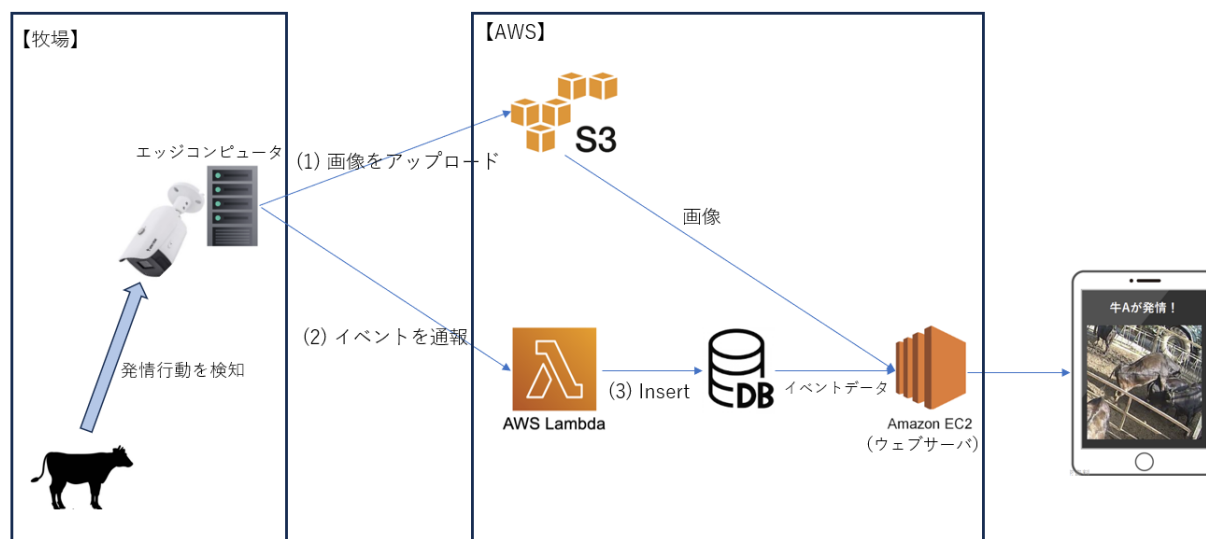 【牧場】
【AWS】
S3
エッジコンピュータ
(1) 画像をアップロード
画像
牛Aが発情！
(2) イベントを通報
発情行動を検知
(3) Insert
DB
イベントデータ
AWS Lambda
Amazon EC2
（ウェブサーバ）